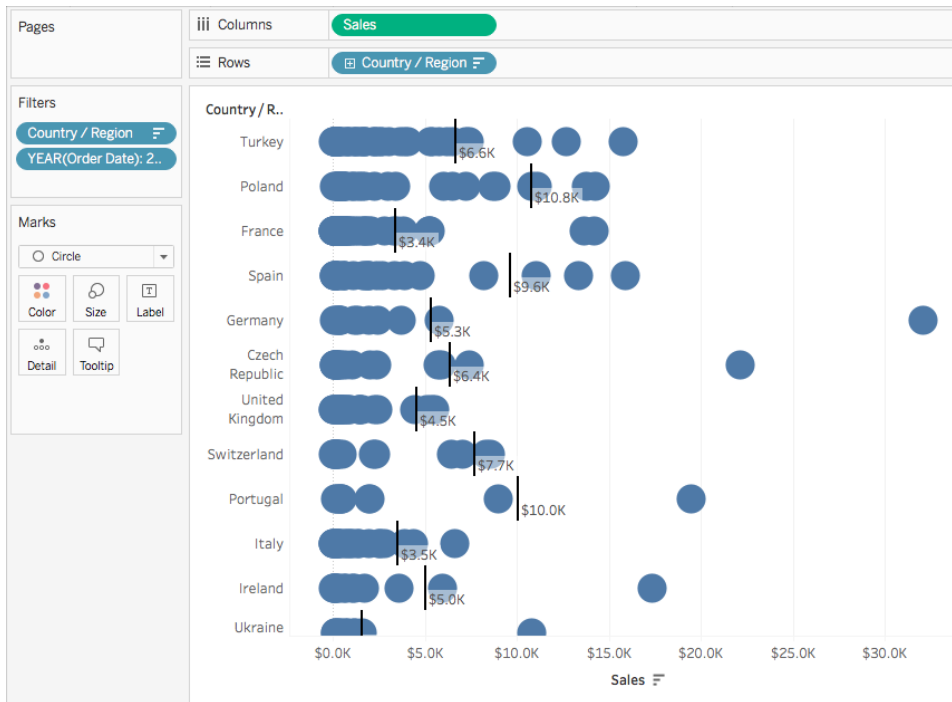 Pages
Columns
Sales
Rows
Country / Region
Filters
Country / Region
YEAR(Order Date): 2..
Marks
Circle
Color
Size
Label
Detail
Tooltip
Country / R..
Turkey
$6.6K
Poland
$10.8K
France
$3.4K
Spain
$9.6K
Germany
$5.3K
Czech
Republic
$6.4K
United
Kingdom
$4.5K
Switzerland
$7.7K
Portugal
$10.0K
Italy
$3.5K
Ireland
$5.0K
Ukraine
$0.0K $5.0K $10.0K $15.0K $20.0K $25.0K $30.0K
Sales